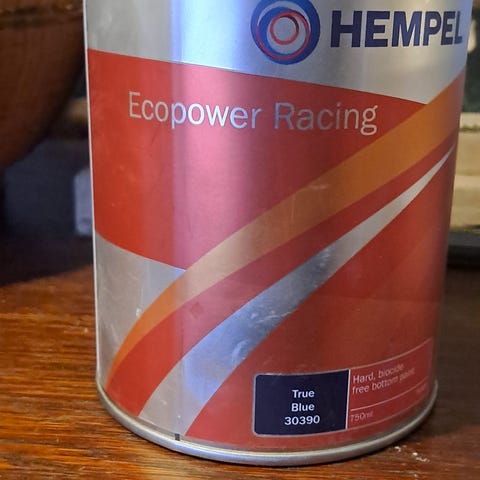 HEMPEL
Ecopower Racing
True
Blue
30390
Hard, biocide
free bottom paint
750ml